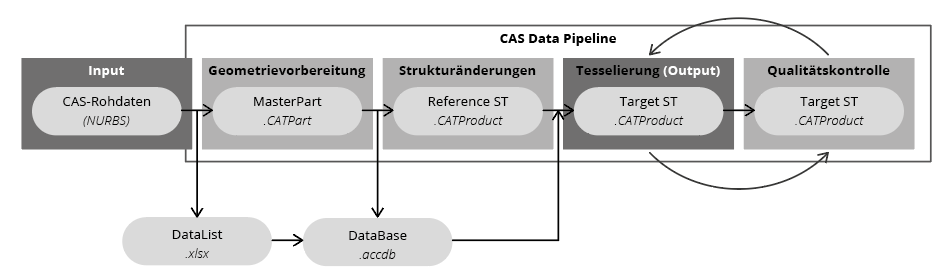 CAS Data Pipeline
Input
CAS-Rohdaten
(NURBS)
Geometrievorbereitung
MasterPart
.CATPart
Strukturänderungen
Reference ST
.CATProduct
Tesselierung (Output)
Target ST
.CATProduct
Qualitätskontrolle
Target ST
.CATProduct
DataList
.xlsx
DataBase
.accdb